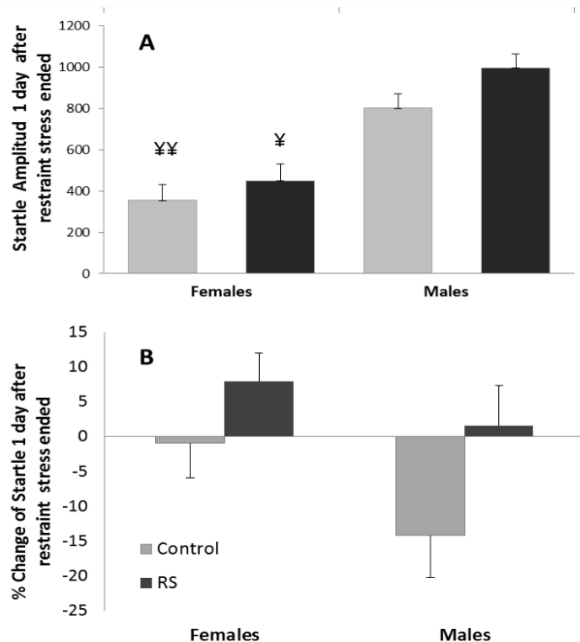 Startle Amplitud 1 day after
restraint stress ended
A
1200
1000
800
600
400
200
0
¥¥
¥
Females Males
% Change of Startle 1 day after
restraint stress ended
B
15
10
5
0
-5
-10
-15
-20
-25
Control
RS
Females Males